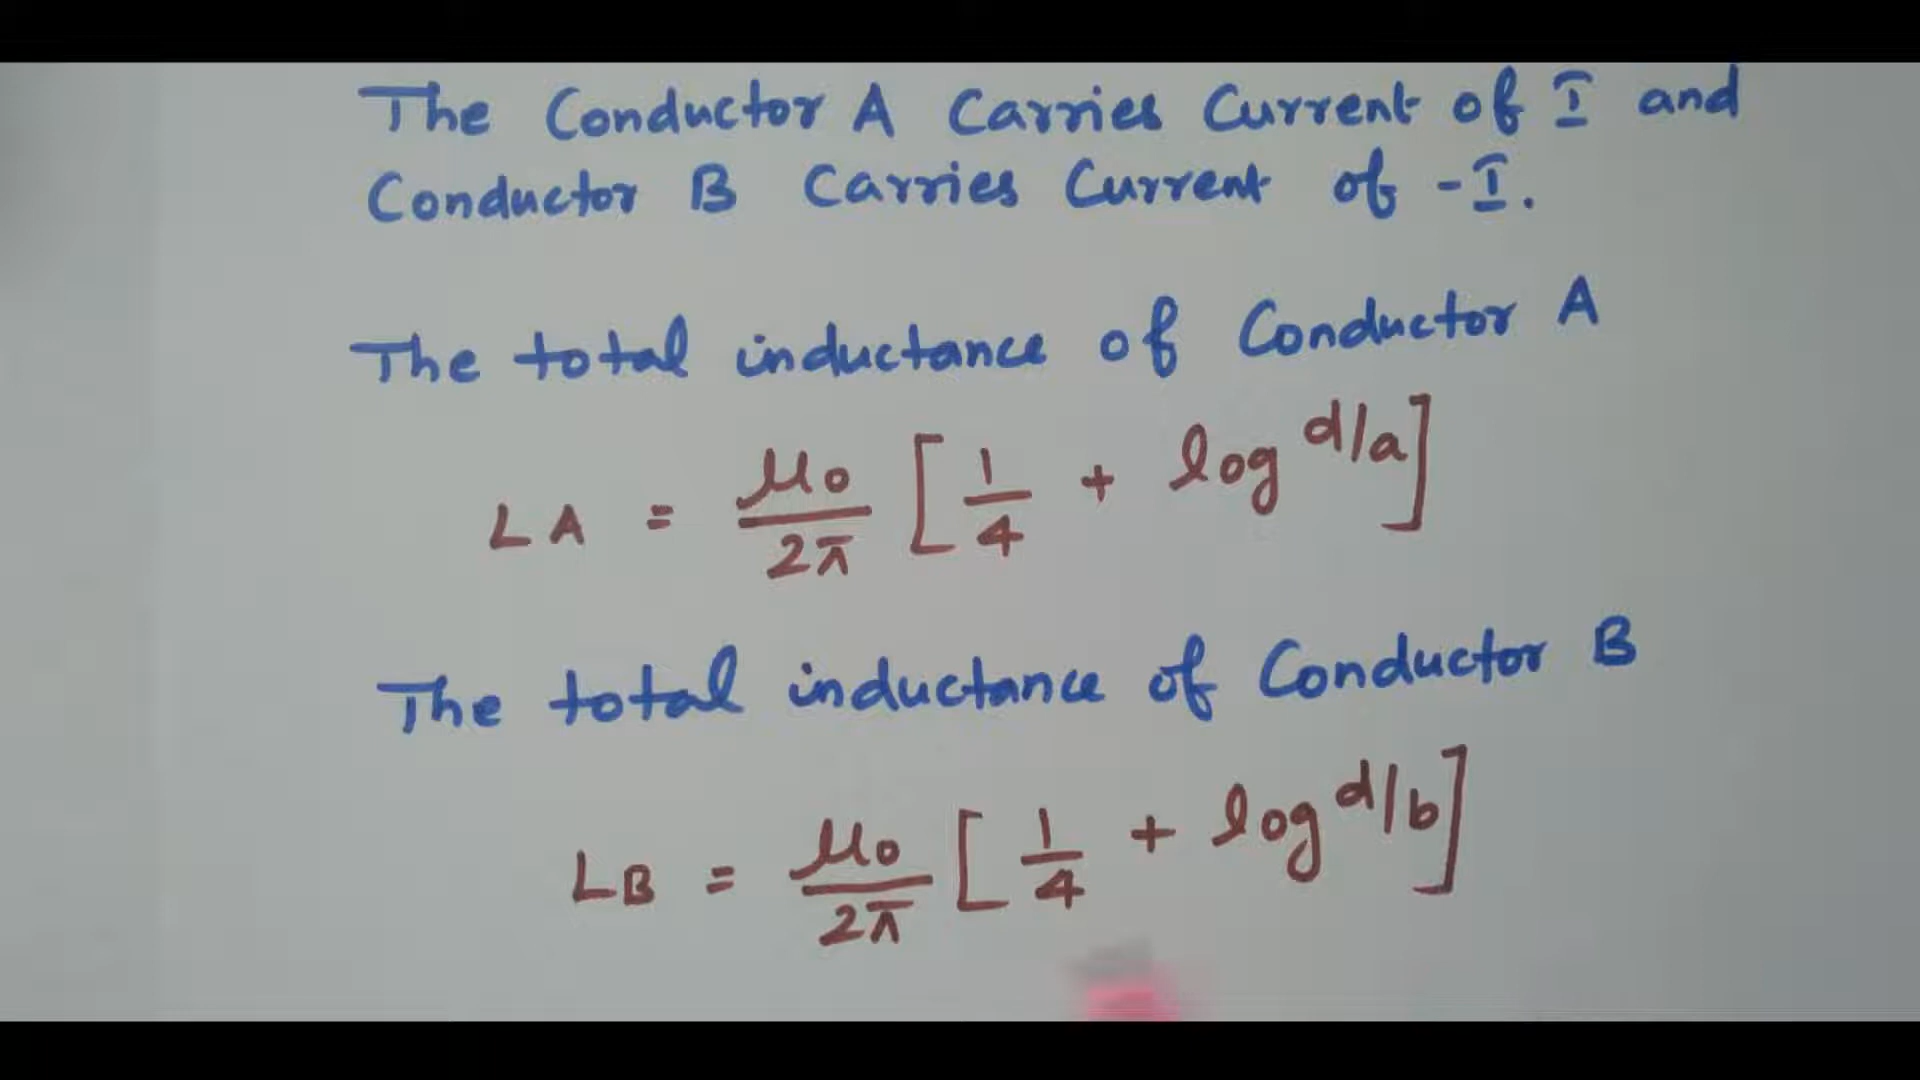 The Conductor A Carries Current of I and
Conductor B Carries Current of -I.
The total inductance of Conductor A
LA = μ0/2π [1/4 + log d/a]
The total inductance of Conductor B
LB = μ0/2π [1/4 + log d/b]